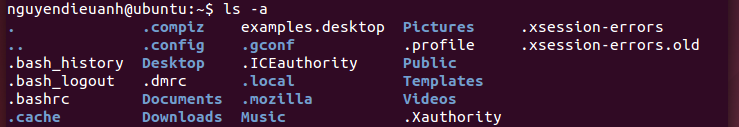 nguyendieuanh@ubuntu:~$ ls -a
. .compiz examples.desktop Pictures .xsession-errors
.. .config .gconf .profile .xsession-errors.old
.bash_history Desktop .ICEauthority Public
.bash_logout .dmrc .local Templates
.bashrc Documents .mozilla Videos
.cache Downloads Music .Xauthority